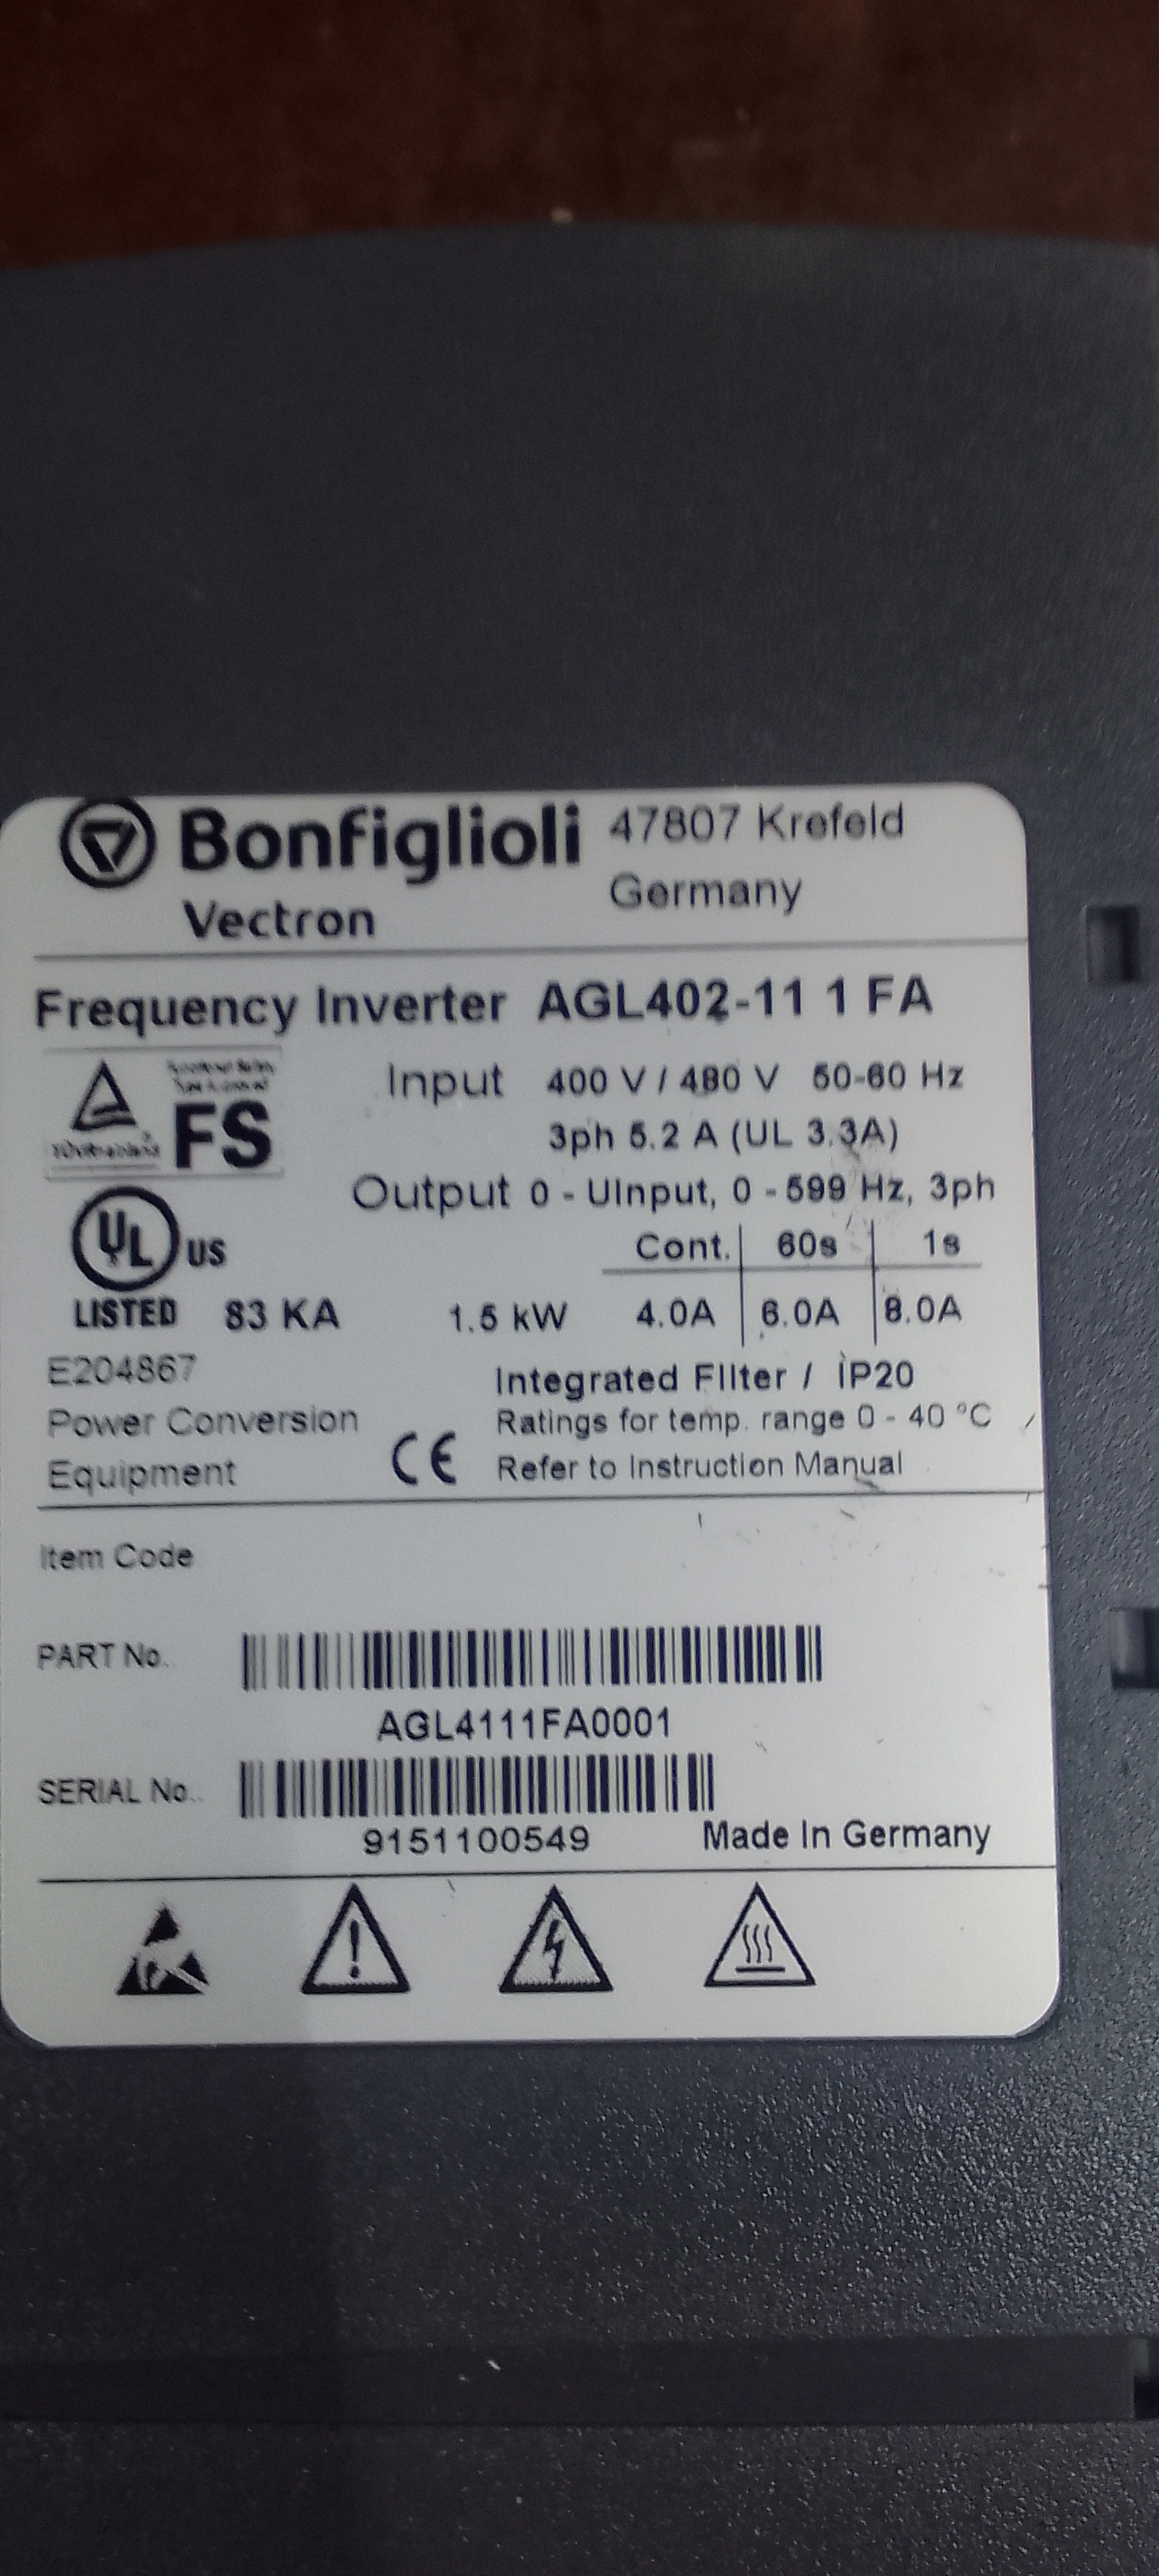 Bonfiglioli 47807 Krefeld
Vectron Germany
Frequency Inverter AGL402-11 1 FA
FS
Input 400 V / 480 V 50-60 Hz
3ph 5.2 A (UL 3.3A)
Output 0 - UInput, 0 - 599 Hz, 3ph
UL US
Cont. 60s 1s
LISTED 83 KA 1.5 kW 4.0A 6.0A 8.0A
E204867
Integrated Filter / IP20
Power Conversion
Ratings for temp. range 0 - 40 °C
Equipment CE Refer to Instruction Manual
Item Code
PART No.
AGL4111FA0001
SERIAL No..
9151100549 Made In Germany